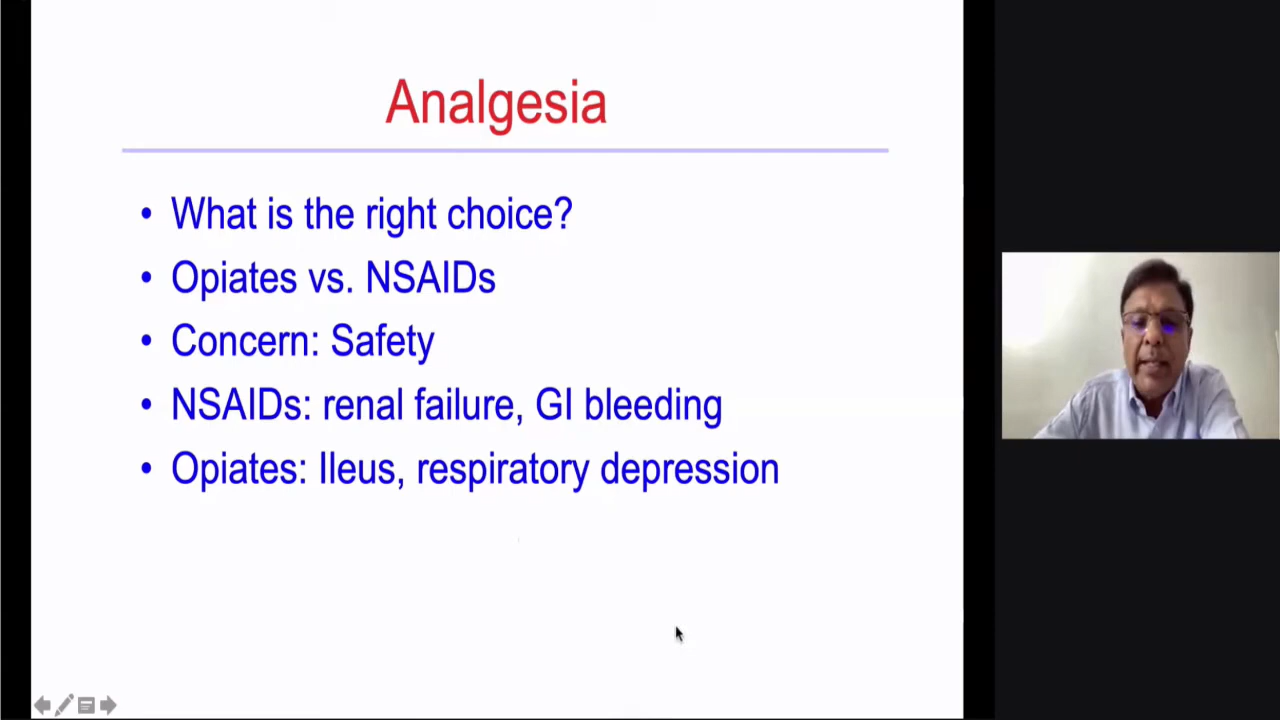 Analgesia
• What is the right choice?
• Opiates vs. NSAIDs
• Concern: Safety
• NSAIDs: renal failure, GI bleeding
• Opiates: Ileus, respiratory depression